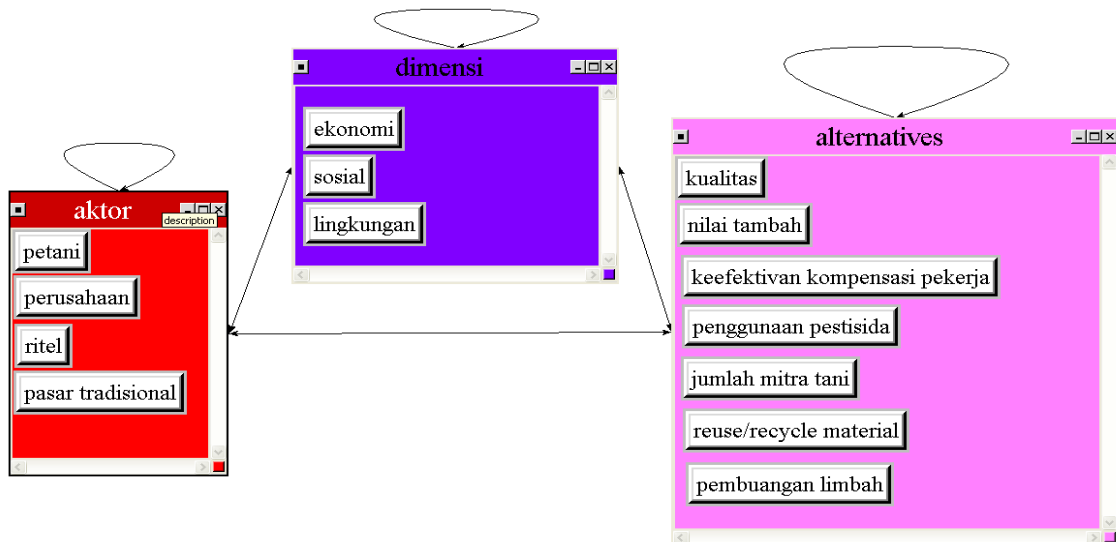 aktor
description
petani
perusahaan
ritel
pasar tradisional
dimensi
ekonomi
sosial
lingkungan
alternatives
kualitas
nilai tambah
keefektivan kompensasi pekerja
penggunaan pestisida
jumlah mitra tani
reuse/recycle material
pembuangan limbah